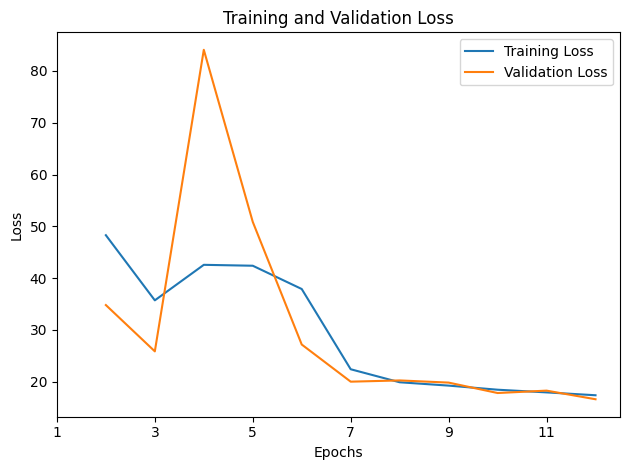 Training and Validation Loss
Training Loss
Validation Loss
80
70
60
50
40
30
20
Loss
1 3 5 7 9 11
Epochs